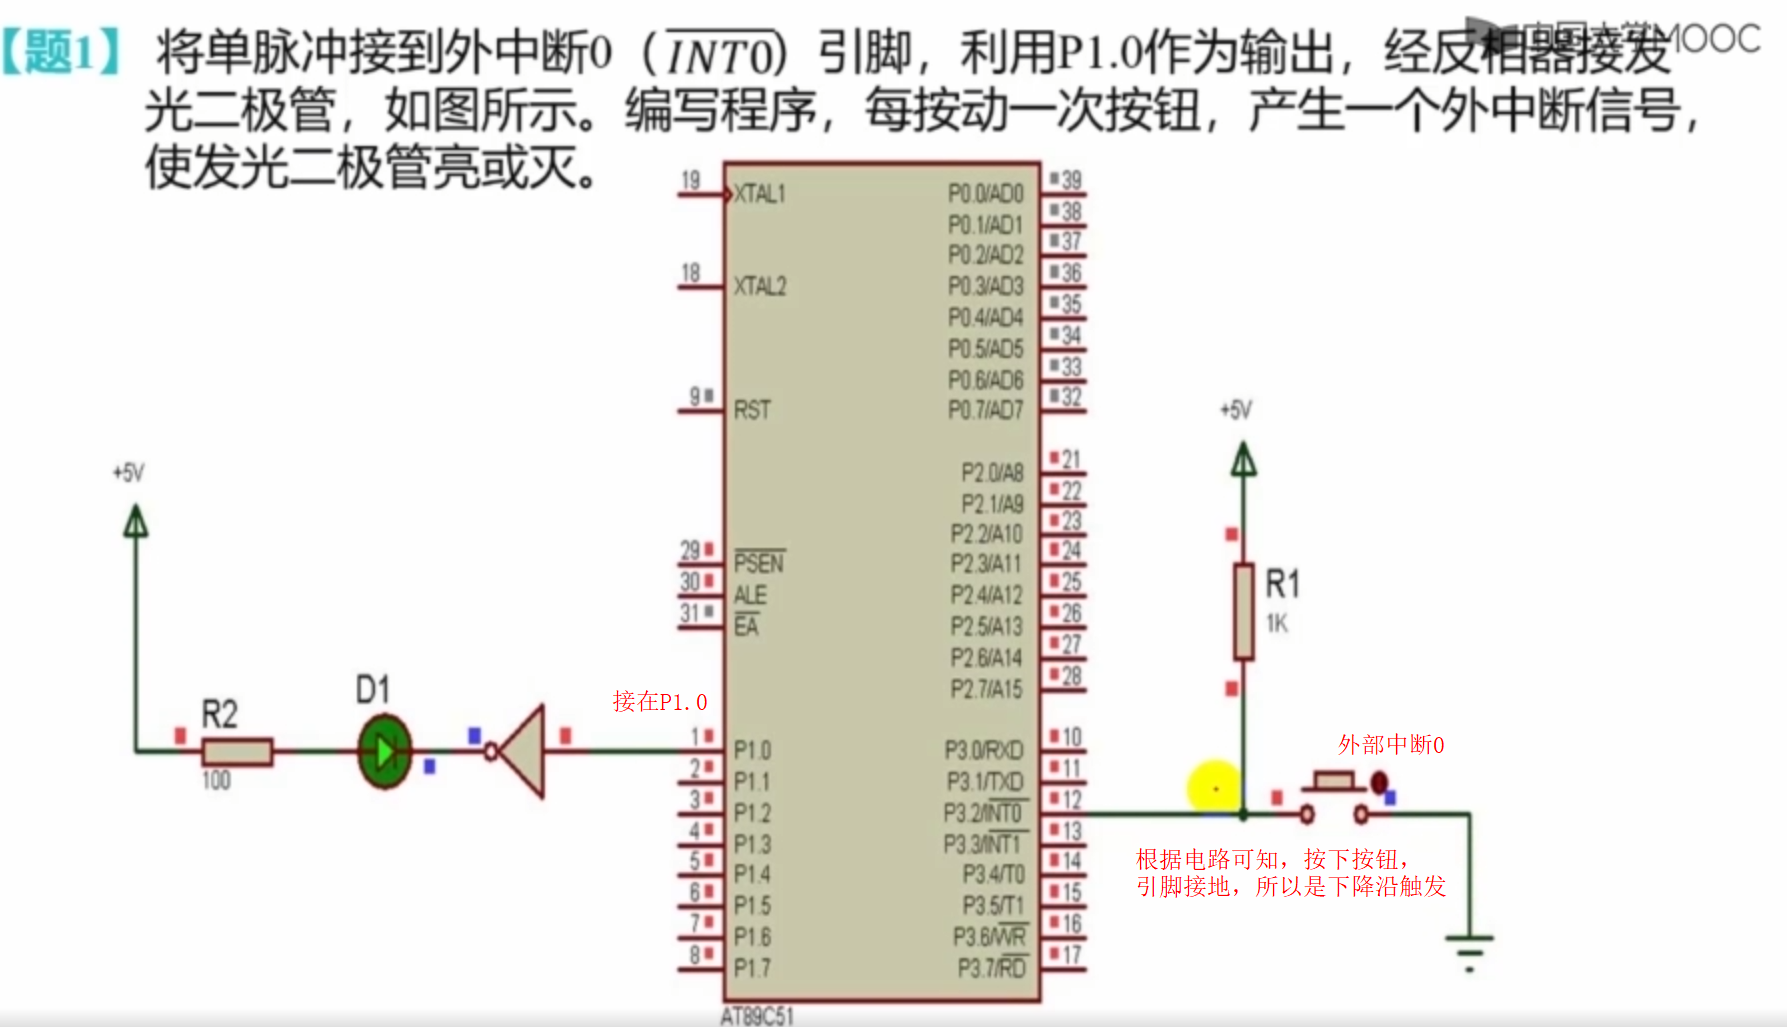 【题1】 将单脉冲接到外中断0（INT0）引脚，利用P1.0作为输出，经反相器接发
光二极管，如图所示。编写程序，每按动一次按钮，产生一个外中断信号，
使发光二极管亮或灭。
中国大学MOOC
19 XTAL1
18 XTAL2
9 RST
29 PSEN
30 ALE
31 EA
1 P1.0
2 P1.1
3 P1.2
4 P1.3
5 P1.4
6 P1.5
7 P1.6
8 P1.7
P0.0/AD0 39
P0.1/AD1 38
P0.2/AD2 37
P0.3/AD3 36
P0.4/AD4 35
P0.5/AD5 34
P0.6/AD6 33
P0.7/AD7 32
P2.0/A8 21
P2.1/A9 22
P2.2/A10 23
P2.3/A11 24
P2.4/A12 25
P2.5/A13 26
P2.6/A14 27
P2.7/A15 28
P3.0/RXD 10
P3.1/TXD 11
P3.2/INT0 12
P3.3/INT1 13
P3.4/T0 14
P3.5/T1 15
P3.6/WR 16
P3.7/RD 17
AT89C51
+5V
R2
100
D1
接在P1.0
+5V
R1
1K
外部中断0
根据电路可知，按下按钮，
引脚接地，所以是下降沿触发